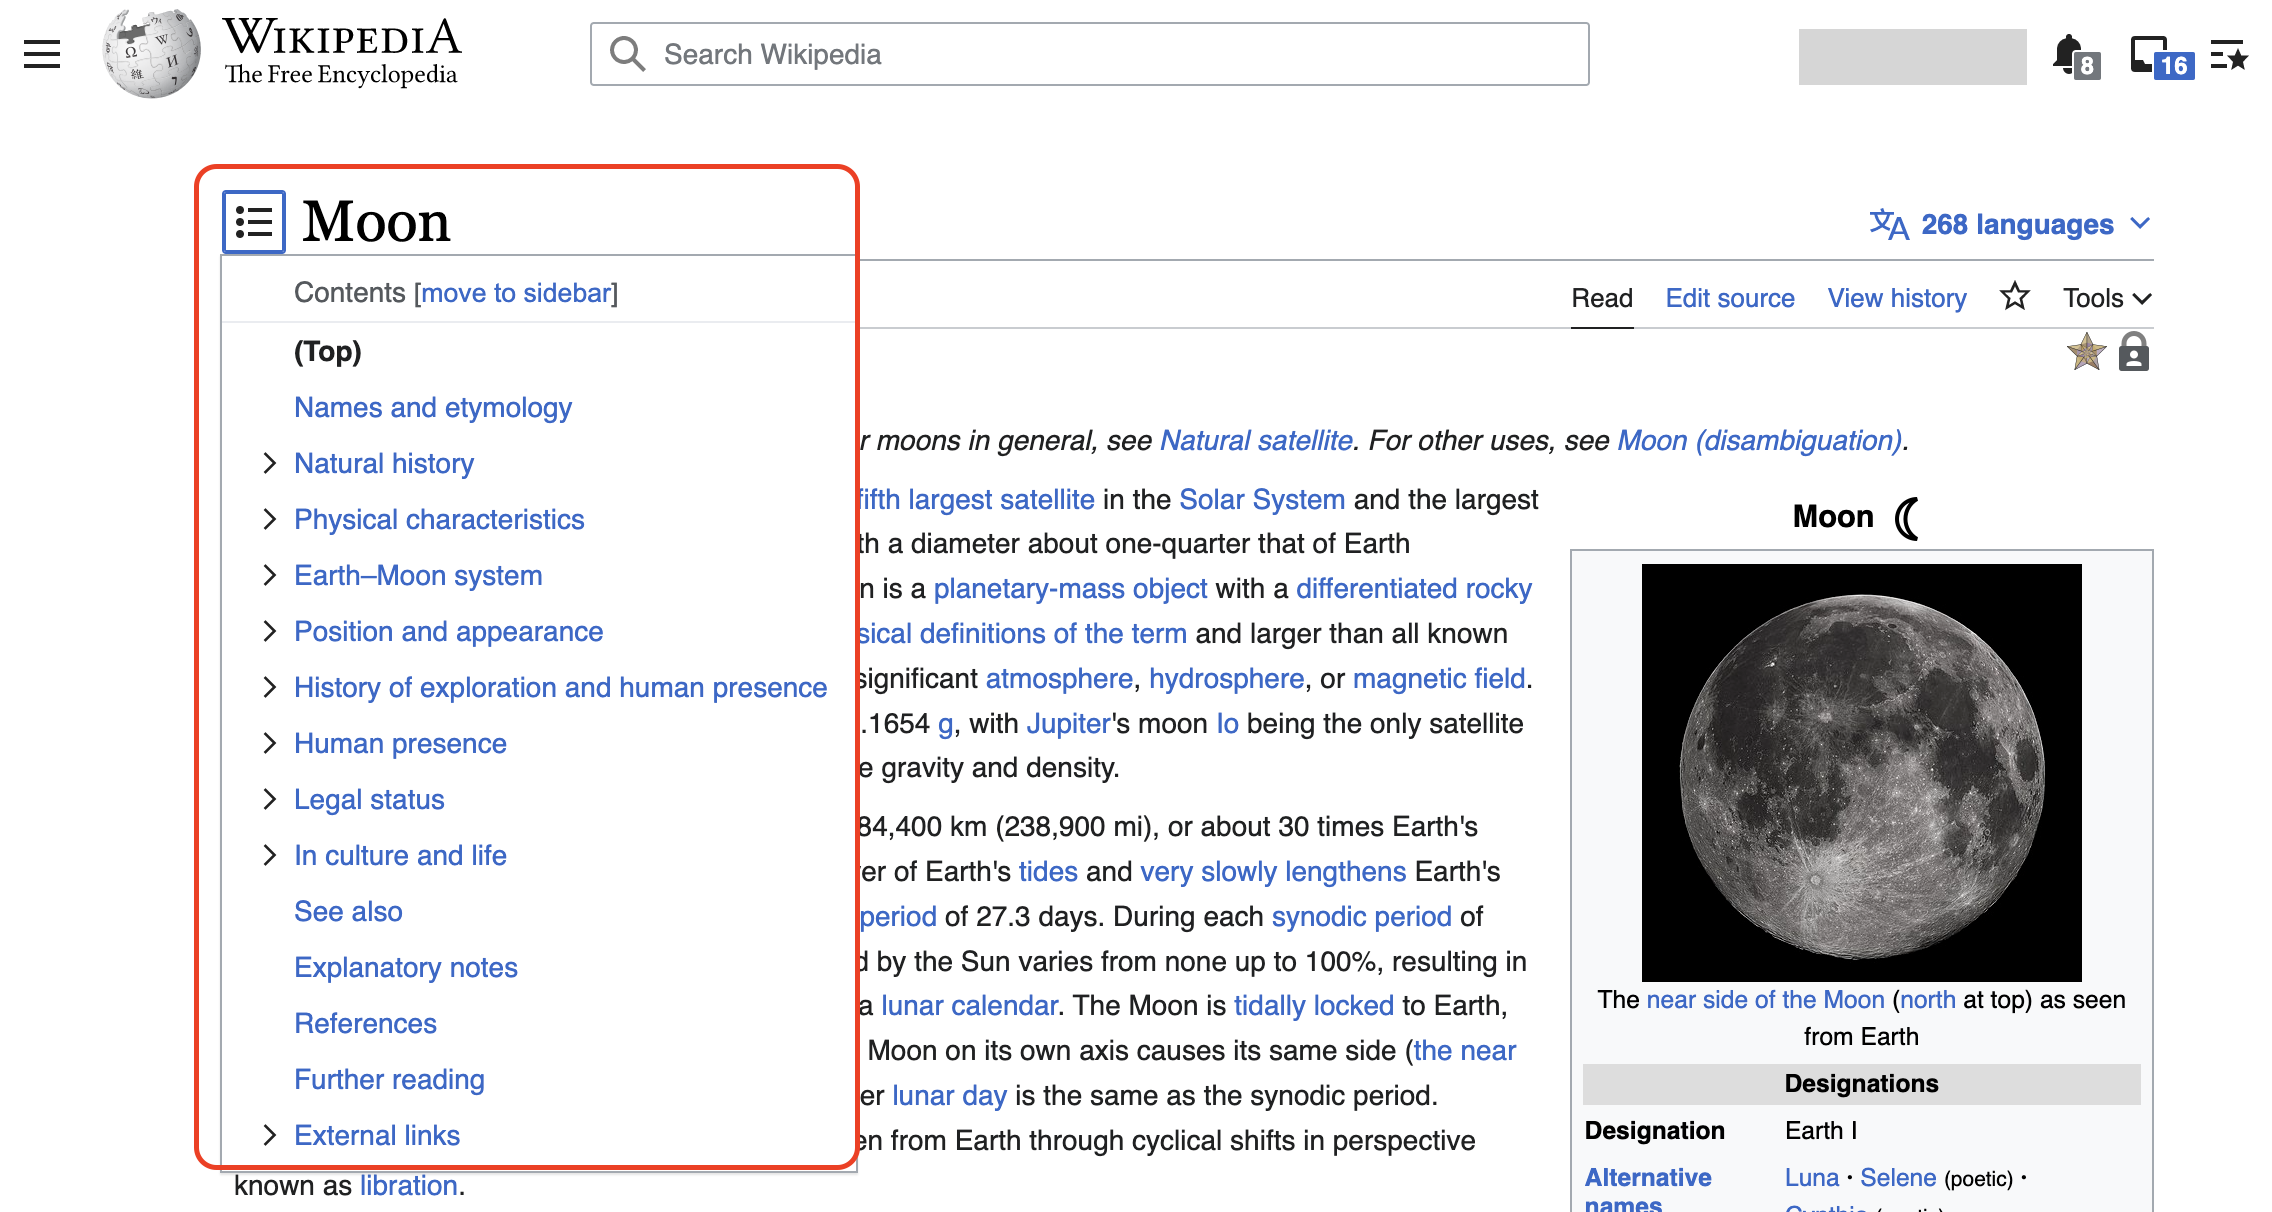 WIKIPEDIA
The Free Encyclopedia
Search Wikipedia
8
16
Moon
268 languages
Contents [move to sidebar]
Read Edit source View history Tools
(Top)
Names and etymology
Natural history
Physical characteristics
Earth–Moon system
Position and appearance
History of exploration and human presence
Human presence
Legal status
In culture and life
See also
Explanatory notes
References
Further reading
External links
r moons in general, see Natural satellite. For other uses, see Moon (disambiguation).
fifth largest satellite in the Solar System and the largest
th a diameter about one-quarter that of Earth
n is a planetary-mass object with a differentiated rocky
sical definitions of the term and larger than all known
significant atmosphere, hydrosphere, or magnetic field.
.1654 g, with Jupiter's moon Io being the only satellite
e gravity and density.
84,400 km (238,900 mi), or about 30 times Earth's
er of Earth's tides and very slowly lengthens Earth's
period of 27.3 days. During each synodic period of
d by the Sun varies from none up to 100%, resulting in
a lunar calendar. The Moon is tidally locked to Earth,
Moon on its own axis causes its same side (the near
er lunar day is the same as the synodic period.
en from Earth through cyclical shifts in perspective
known as libration.
Moon
The near side of the Moon (north at top) as seen
from Earth
Designations
Designation Earth I
Alternative Luna • Selene (poetic) •
names